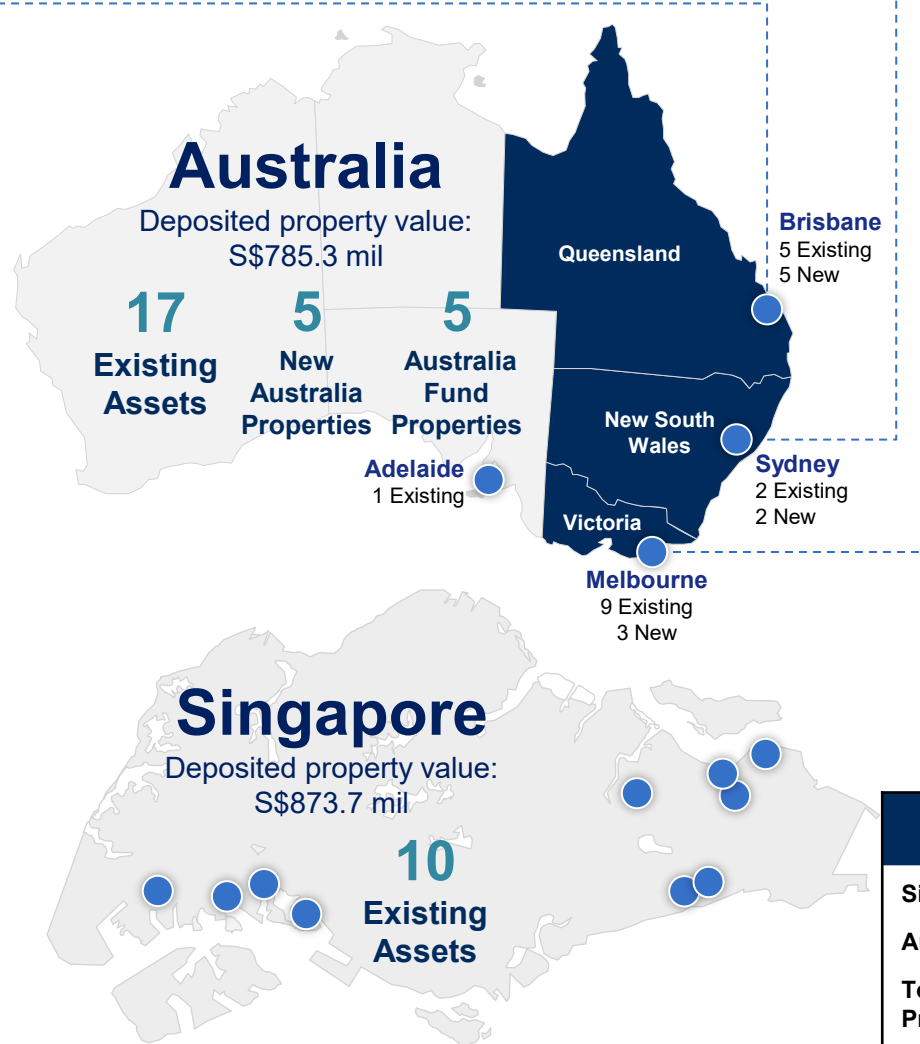 Australia
Deposited property value:
S$785.3 mil
17
Existing
Assets
5
New
Australia
Properties
5
Australia
Fund
Properties
Queensland
Brisbane
5 Existing
5 New
New South
Wales
Sydney
2 Existing
2 New
Adelaide
1 Existing
Victoria
Melbourne
9 Existing
3 New
Singapore
Deposited property value:
S$873.7 mil
10
Existing
Assets